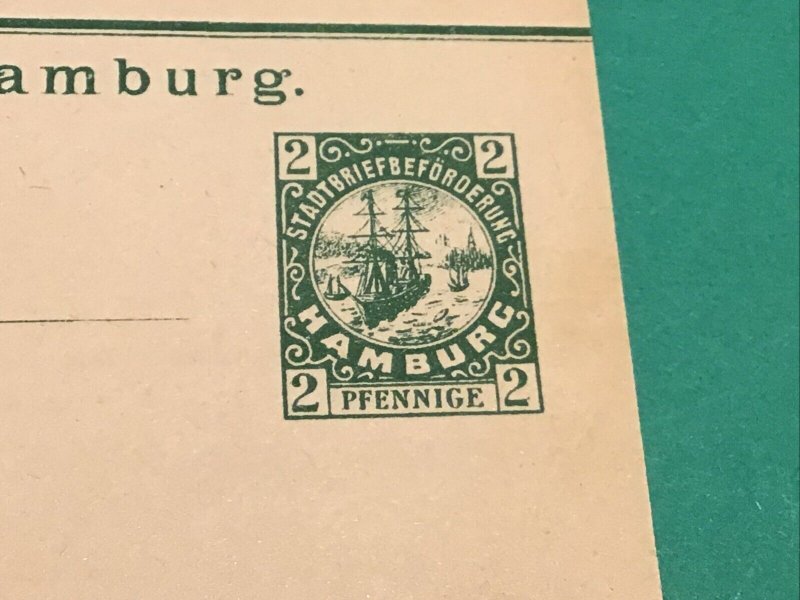 amburg.
2 2
STADTBRIEFBEFÖRDERUNG
HAMBURG
2 PFENNIGE 2